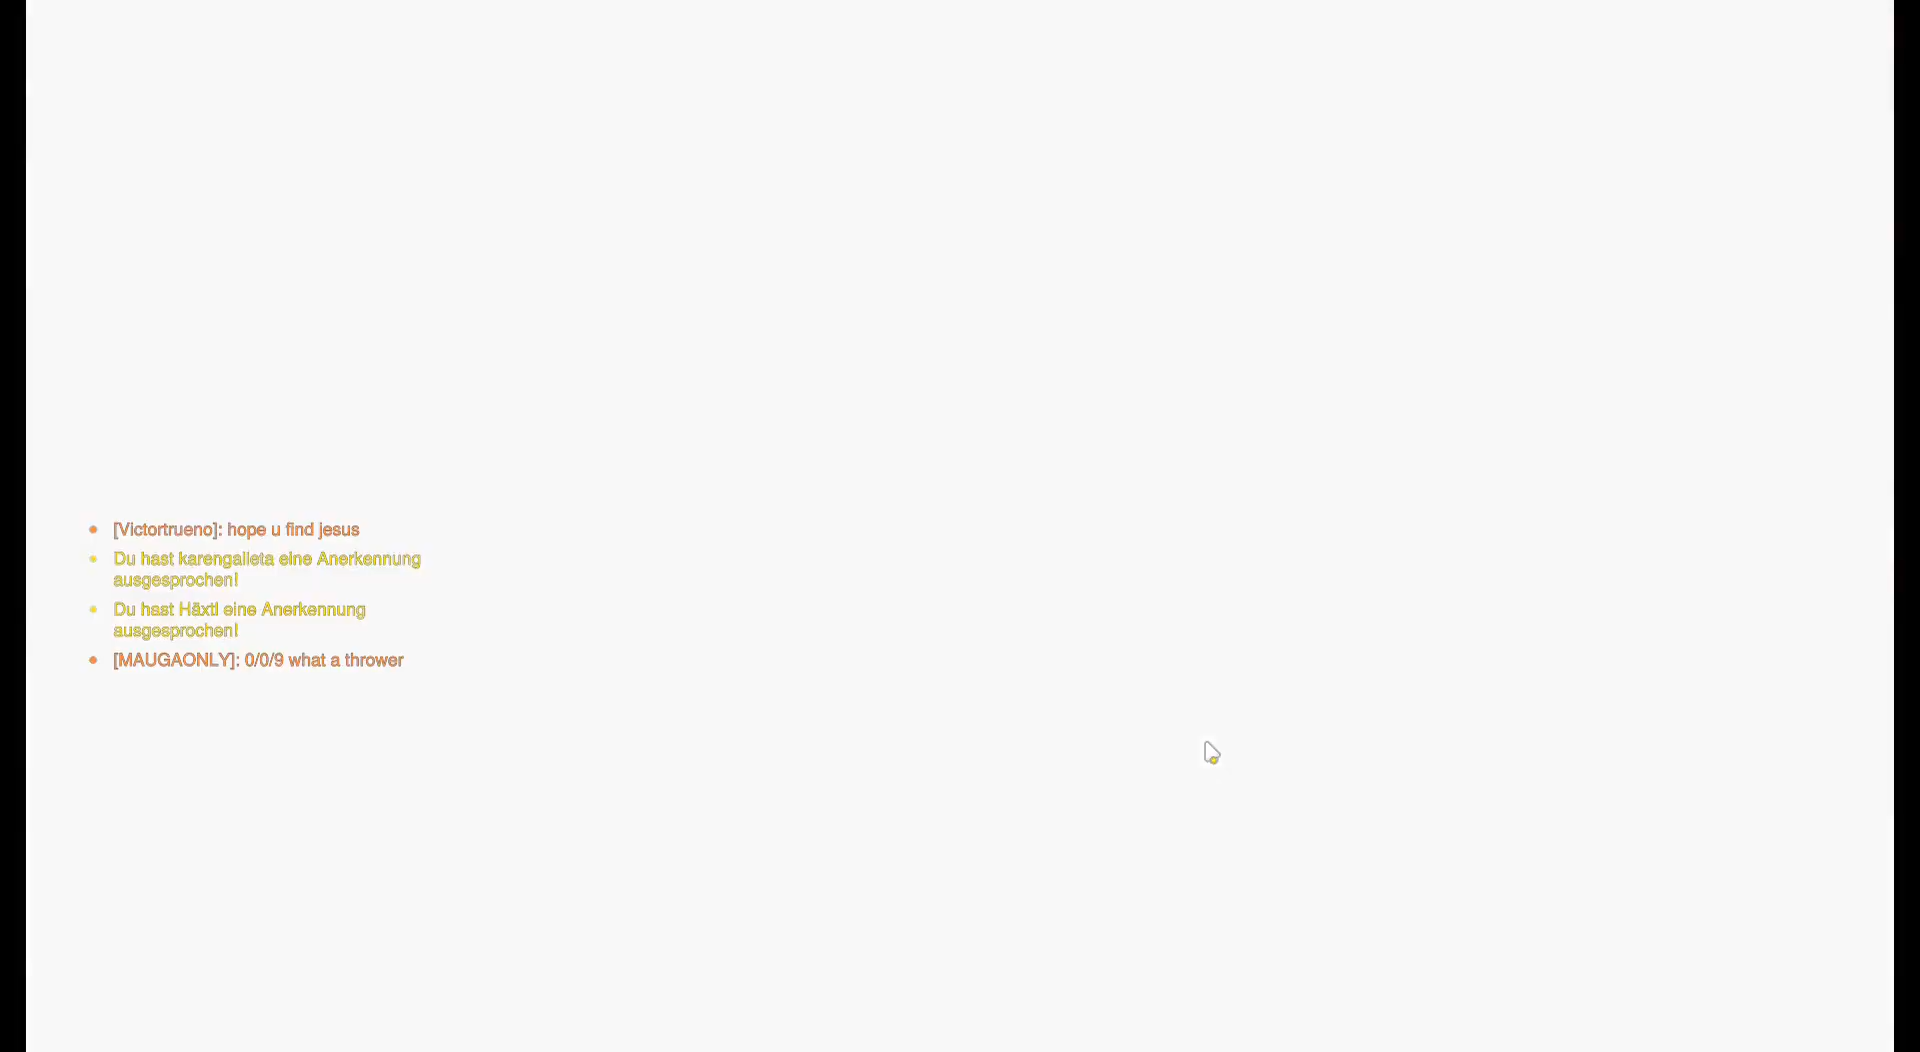 [Victortrueno]: hope u find jesus
Du hast karengalleta eine Anerkennung
ausgesprochen!
Du hast Häxtl eine Anerkennung
ausgesprochen!
[MAUGAONLY]: 0/0/9 what a thrower